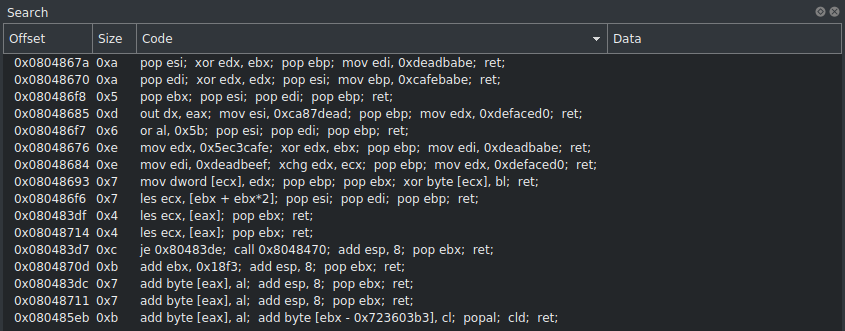 Search
Offset Size Code Data
0x0804867a 0xa pop esi; xor edx, ebx; pop ebp; mov edi, 0xdeadbabe; ret;
0x08048670 0xa pop edi; xor edx, edx; pop esi; mov ebp, 0xcafebabe; ret;
0x080486f8 0x5 pop ebx; pop esi; pop edi; pop ebp; ret;
0x08048685 0xd out dx, eax; mov esi, 0xca87dead; pop ebp; mov edx, 0xdefaced0; ret;
0x080486f7 0x6 or al, 0x5b; pop esi; pop edi; pop ebp; ret;
0x08048676 0xe mov edx, 0x5ec3cafe; xor edx, ebx; pop ebp; mov edi, 0xdeadbabe; ret;
0x08048684 0xe mov edi, 0xdeadbeef; xchg edx, ecx; pop ebp; mov edx, 0xdefaced0; ret;
0x08048693 0x7 mov dword [ecx], edx; pop ebp; pop ebx; xor byte [ecx], bl; ret;
0x080486f6 0x7 les ecx, [ebx + ebx*2]; pop esi; pop edi; pop ebp; ret;
0x080483df 0x4 les ecx, [eax]; pop ebx; ret;
0x08048714 0x4 les ecx, [eax]; pop ebx; ret;
0x080483d7 0xc je 0x80483de; call 0x8048470; add esp, 8; pop ebx; ret;
0x0804870d 0xb add ebx, 0x18f3; add esp, 8; pop ebx; ret;
0x080483dc 0x7 add byte [eax], al; add esp, 8; pop ebx; ret;
0x08048711 0x7 add byte [eax], al; add esp, 8; pop ebx; ret;
0x080485eb 0xb add byte [eax], al; add byte [ebx - 0x723603b3], cl; popal; cld; ret;